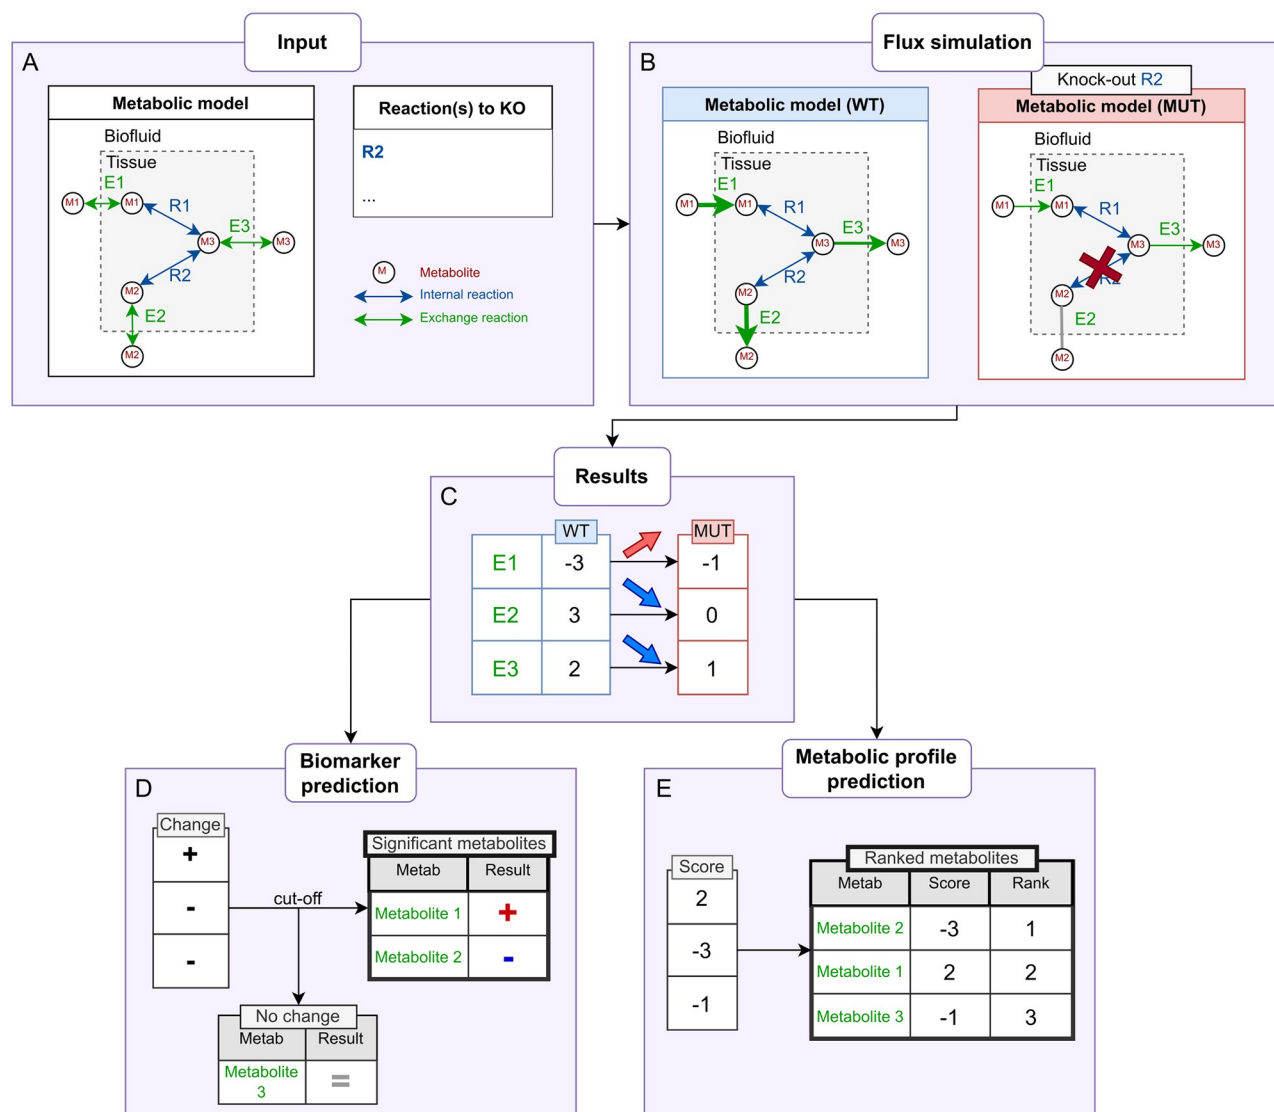 Input
A
Metabolic model
Biofluid
Tissue
E1
M1
M1
R1
E3
M3
M3
R2
M2
E2
M2
Reaction(s) to KO
R2
...
M
Metabolite
Internal reaction
Exchange reaction
Flux simulation
B
Knock-out R2
Metabolic model (WT)
Biofluid
Tissue
E1
M1
M1
R1
E3
M3
M3
R2
M2
E2
M2
Metabolic model (MUT)
Biofluid
Tissue
E1
M1
M1
R1
E3
M3
M3
R2
M2
E2
M2
Results
C
WT
MUT
E1 -3 -1
E2 3 0
E3 2 1
Biomarker
prediction
D
Change
+
-
-
cut-off
Significant metabolites
Metab Result
Metabolite 1 +
Metabolite 2 -
No change
Metab Result
Metabolite
3
=
Metabolic profile
prediction
E
Score
2
-3
-1
Ranked metabolites
Metab Score Rank
Metabolite 2 -3 1
Metabolite 1 2 2
Metabolite 3 -1 3